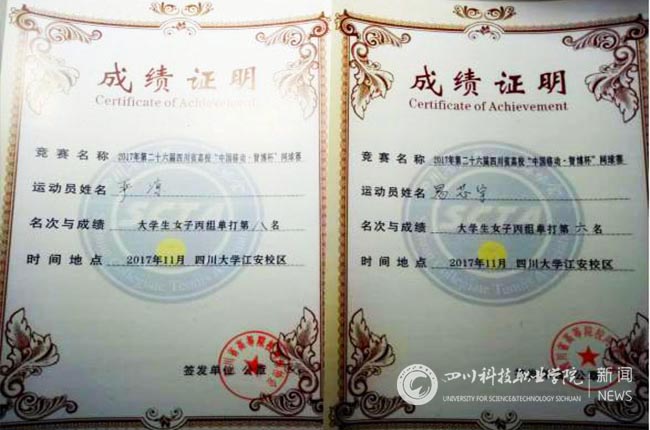 成绩证明
Certificate of Achievement
竞赛名称 2017年第二十六届四川省高校“中国移动·智博杯”网球赛
运动员姓名 李
名次与成绩 大学生女子丙组单打第八名
时间地点 2017年11月 四川大学江安校区
签发单位 公章
成绩证明
Certificate of Achievement
竞赛名称 2017年第二十六届四川省高校“中国移动·智博杯”网球赛
运动员姓名 易芯宇
名次与成绩 大学生女子丙组单打第六名
时间地点 2017年11月 四川大学江安校区
SCTA
四川科技职业学院 新闻
UNIVERSITY FOR SCIENCE&TECHNOLOGY SICHUAN NEWS